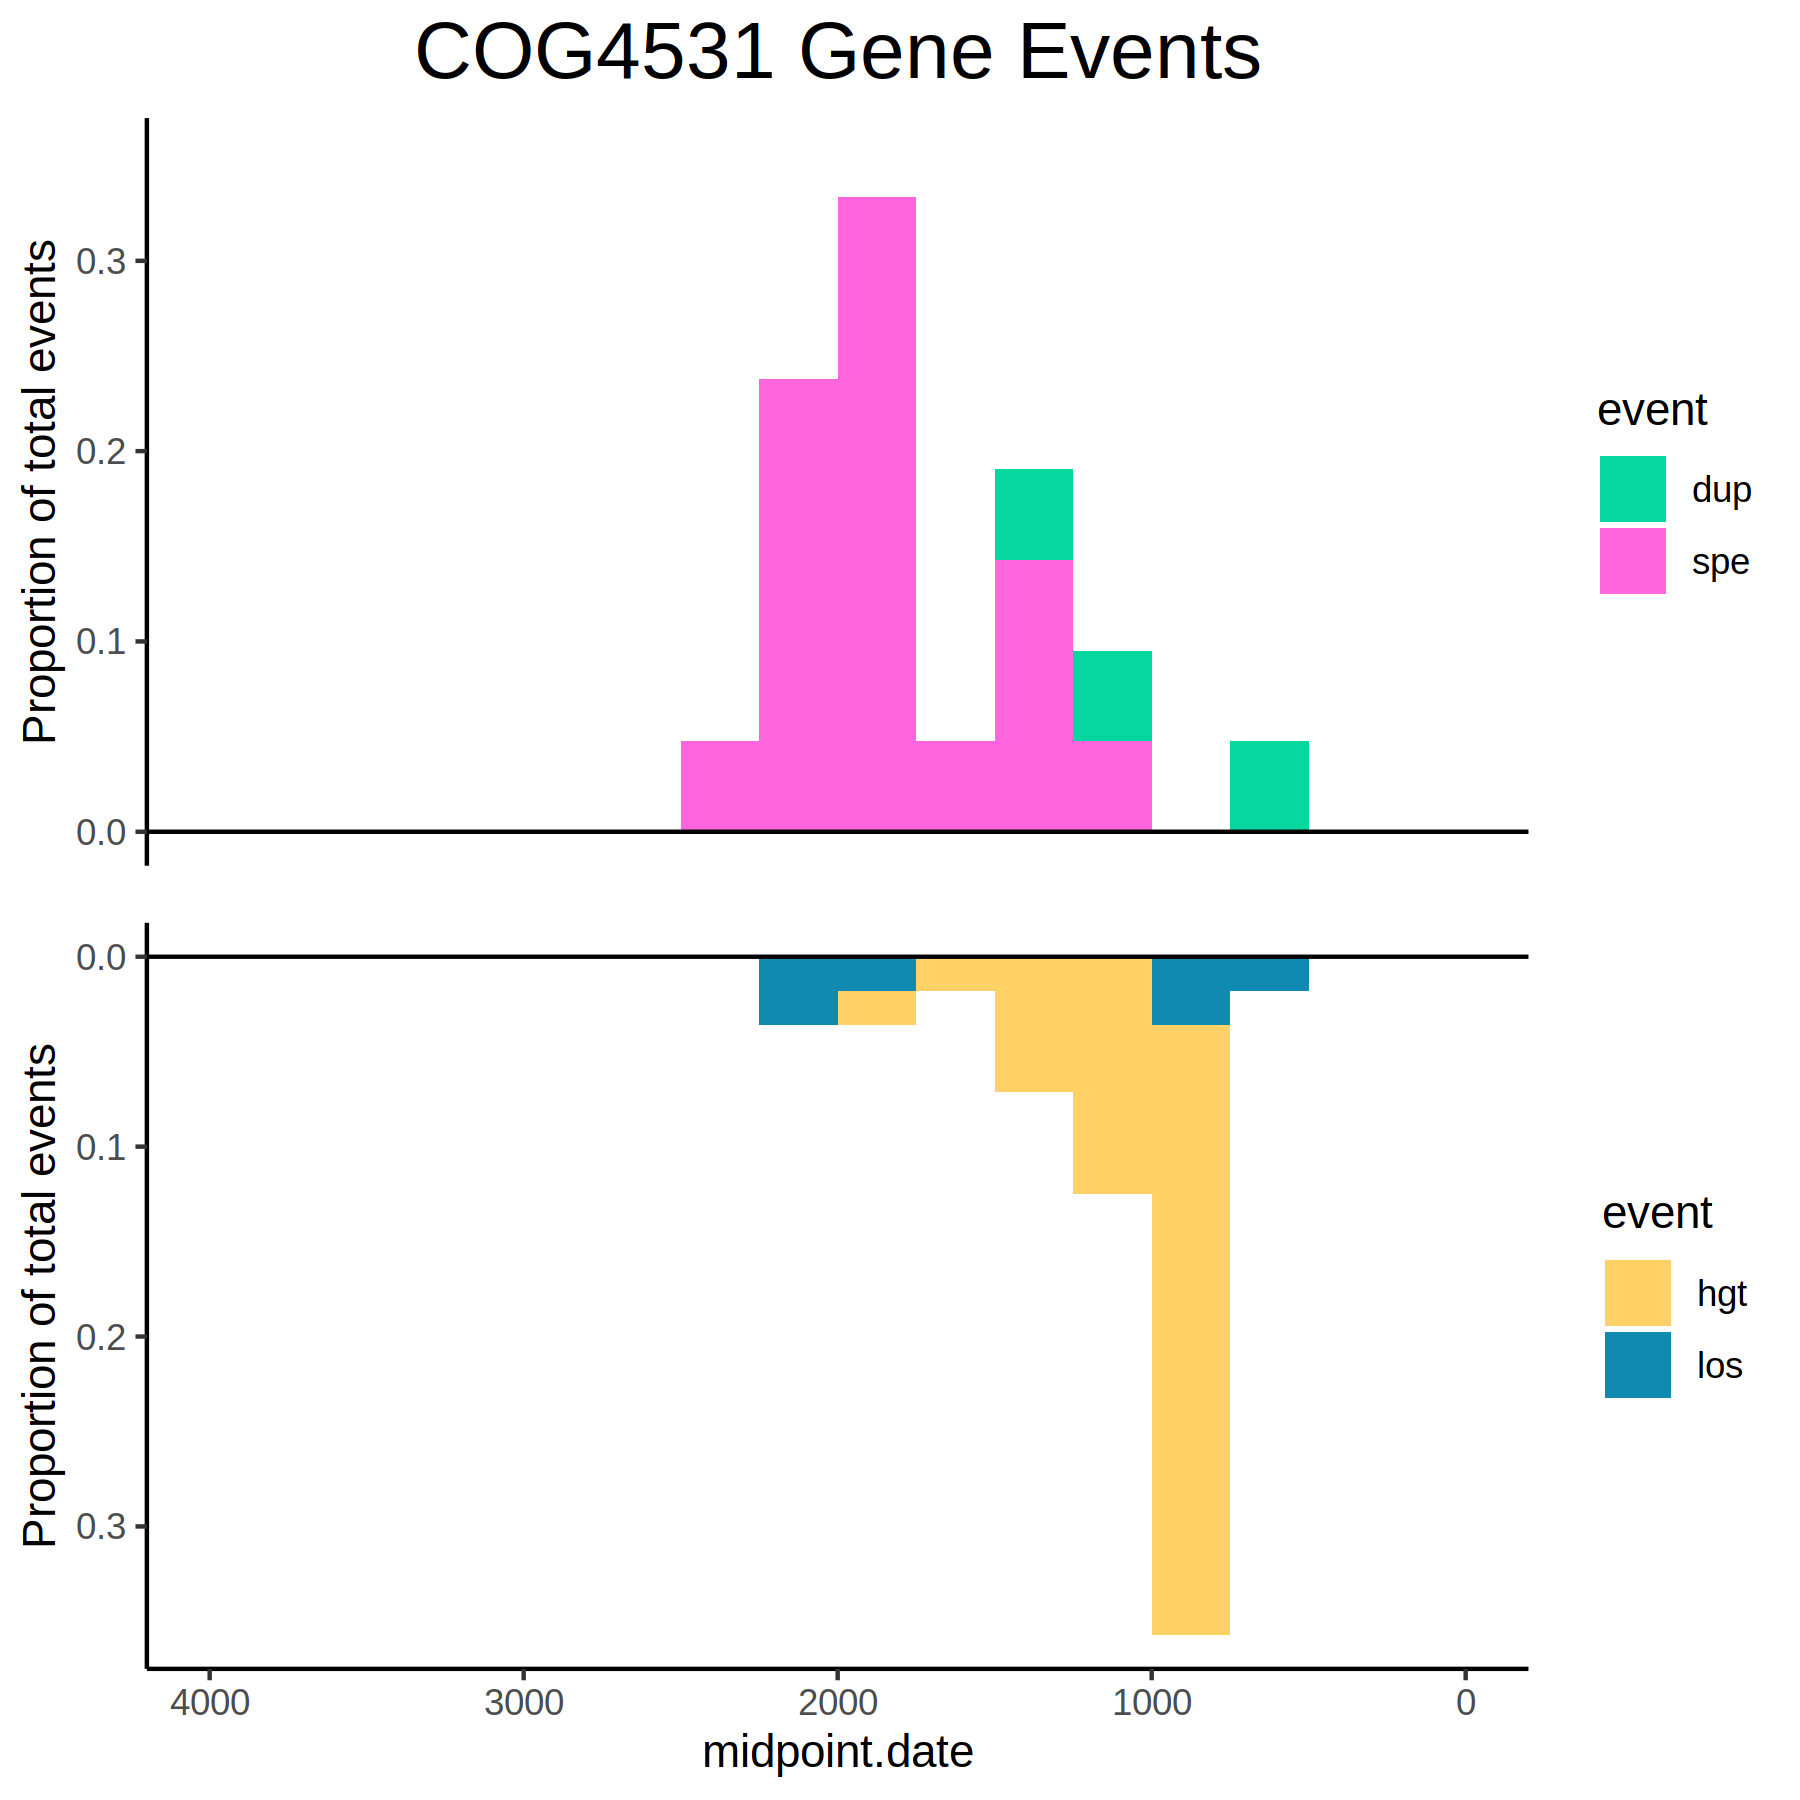 COG4531 Gene Events
Proportion of total events
0.3
0.2
0.1
0.0
event
dup
spe
Proportion of total events
0.0
0.1
0.2
0.3
event
hgt
los
4000 3000 2000 1000 0
midpoint.date